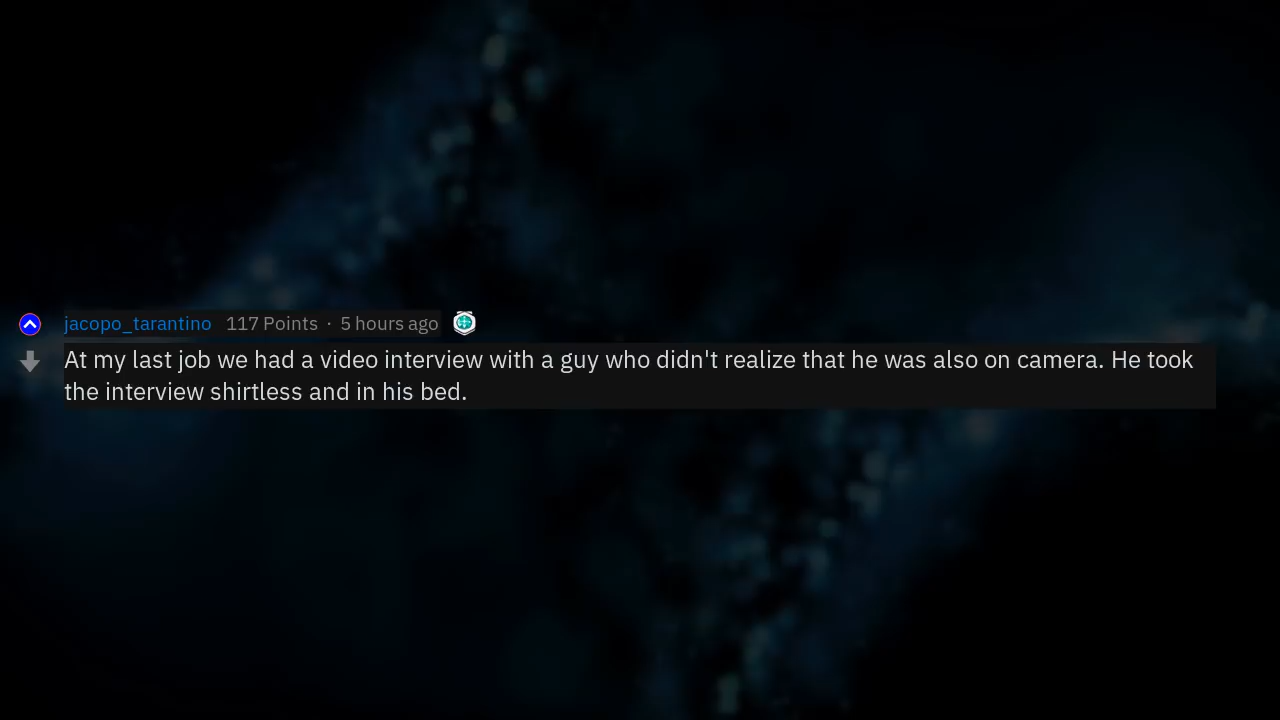 jacopo_tarantino 117 Points · 5 hours ago
At my last job we had a video interview with a guy who didn't realize that he was also on camera. He took
the interview shirtless and in his bed.